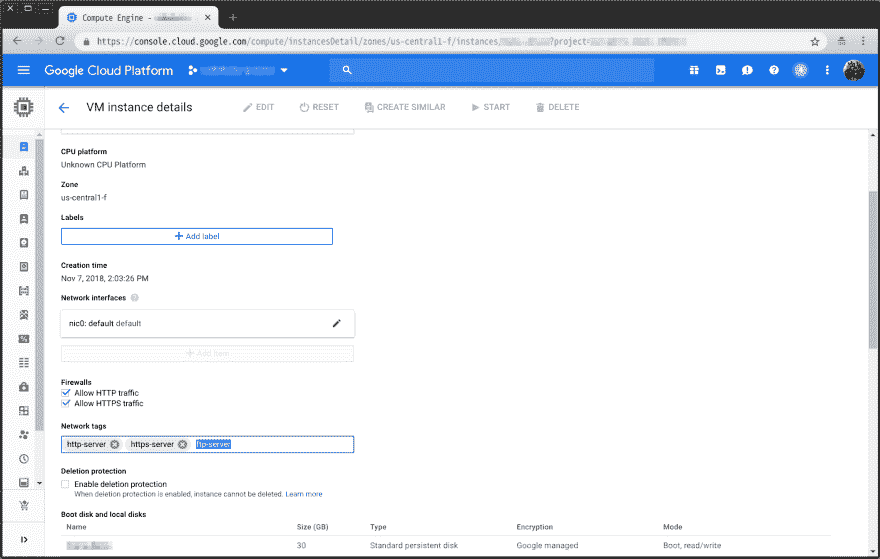 Compute Engine -
https://console.cloud.google.com/compute/instancesDetail/zones/us-central1-f/instances ?project=
Google Cloud Platform
VM instance details
EDIT
RESET
CREATE SIMILAR
START
DELETE
CPU platform
Unknown CPU Platform
Zone
us-central1-f
Labels
+ Add label
Creation time
Nov 7, 2018, 2:03:26 PM
Network interfaces
nic0: default default
+ Add item
Firewalls
Allow HTTP traffic
Allow HTTPS traffic
Network tags
http-server https-server ftp-server
Deletion protection
Enable deletion protection
When deletion protection is enabled, instance cannot be deleted. Learn more
Boot disk and local disks
Name Size (GB) Type Encryption Mode
30 Standard persistent disk Google managed Boot, read/write